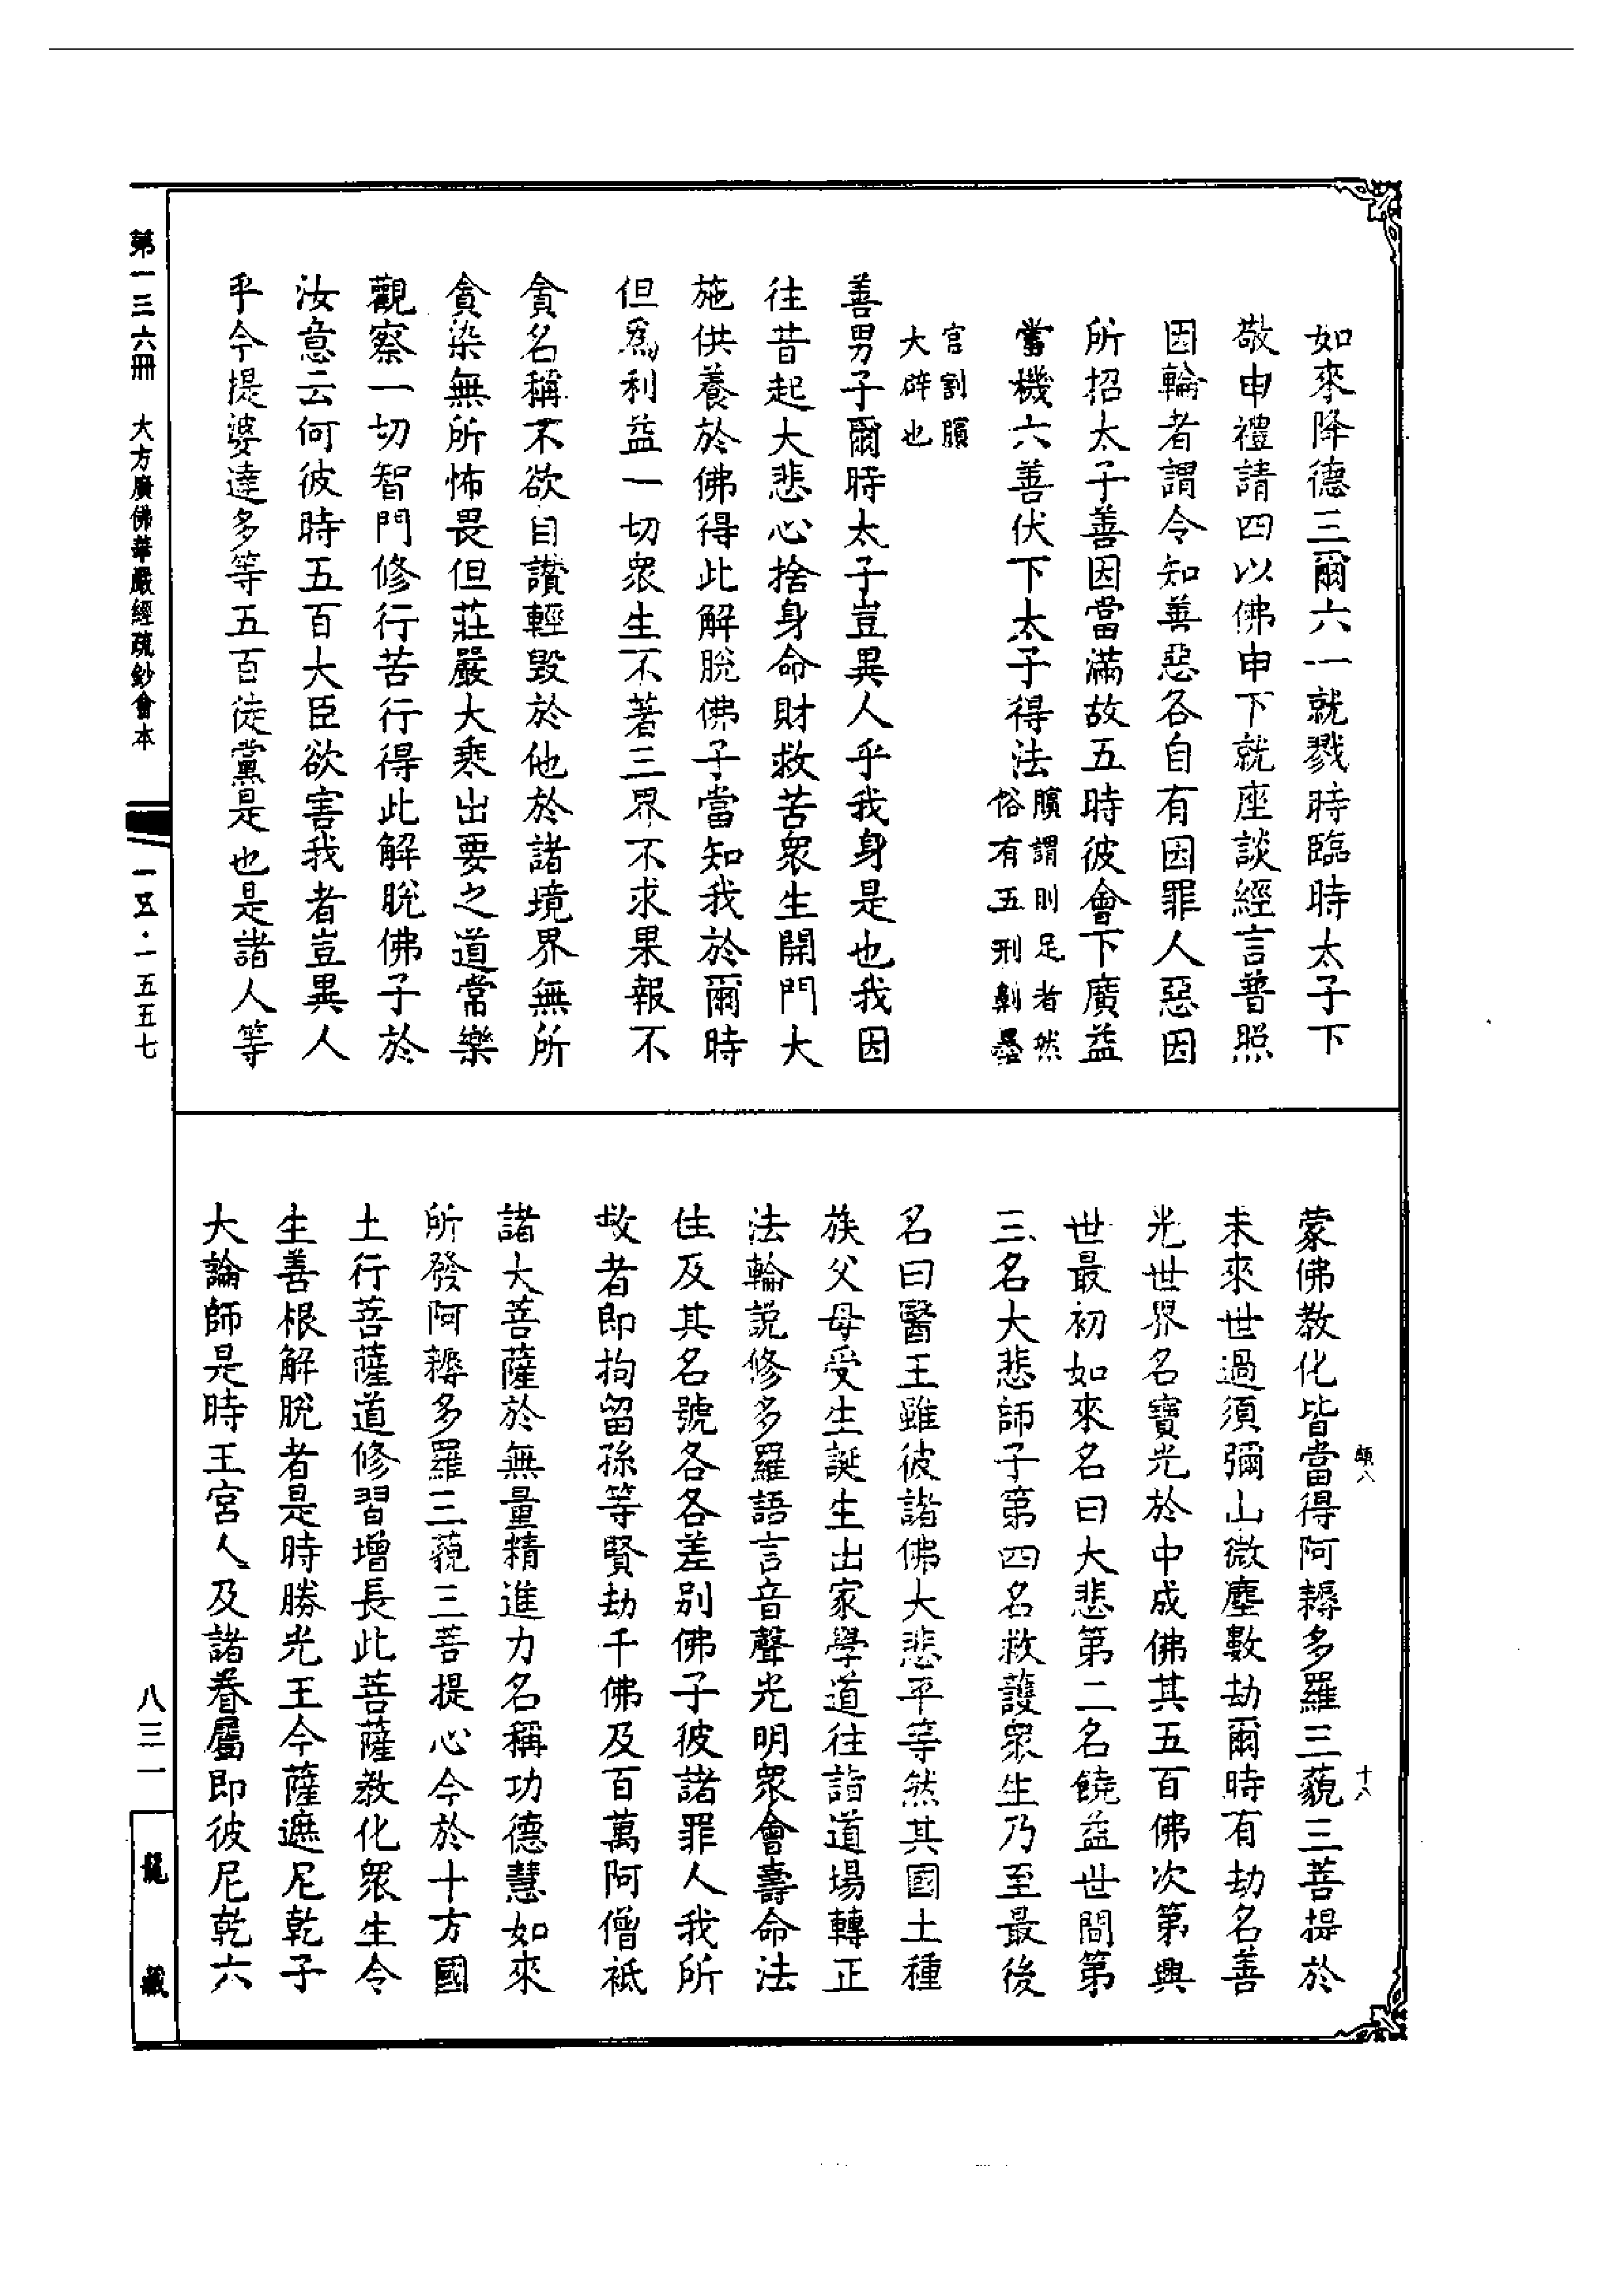 如來降德三爾六一就戮時臨時太子下
敬申禮請四以佛申下就座談經言普照
因輪者謂令知善惡各自有因罪人惡因
所招太子善因當滿故五時彼會下廣益
當機六善伏下太子得法臏謂刖足者然
俗有五刑劓墨
宮割臏
大辟也
善男子爾時太子豈異人乎我身是也我因
往昔起大悲心捨身命財救苦衆生開門大
施供養於佛得此解脫佛子當知我於爾時
但爲利益一切衆生不著三界不求果報不
貪名稱不欲自讚輕毀於他於諸境界無所
貪染無所怖畏但莊嚴大乘出要之道常樂
觀察一切智門修行苦行得此解脫佛子於
汝意云何彼時五百大臣欲害我者豈異人
乎今提婆達多等五百徒黨是也是諸人等
蒙佛教化皆當得阿耨多羅三藐三菩提於
未來世過須彌山微塵數劫爾時有劫名善
光世界名寶光於中成佛其五百佛次第興
世最初如來名曰大悲第二名饒益世間第
三名大悲師子第四名救護衆生乃至最後
名曰醫王雖彼諸佛大悲平等然其國土種
族父母受生誕生出家學道往詣道場轉正
法輪說修多羅語言音聲光明衆會壽命法
住及其名號各各差別佛子彼諸罪人我所
救者即拘留孫等賢劫千佛及百萬阿僧祇
諸大菩薩於無量精進力名稱功德慧如來
所發阿耨多羅三藐三菩提心今於十方國
土行菩薩道修習增長此菩薩教化衆生令
生善根解脫者是時勝光王今薩遮尼乾子
大論師是時王宮人及諸眷屬即彼尼乾六
十八
第一三六冊 大方廣佛華嚴經疏鈔會本
一五·一五五七
八三一
龍藏